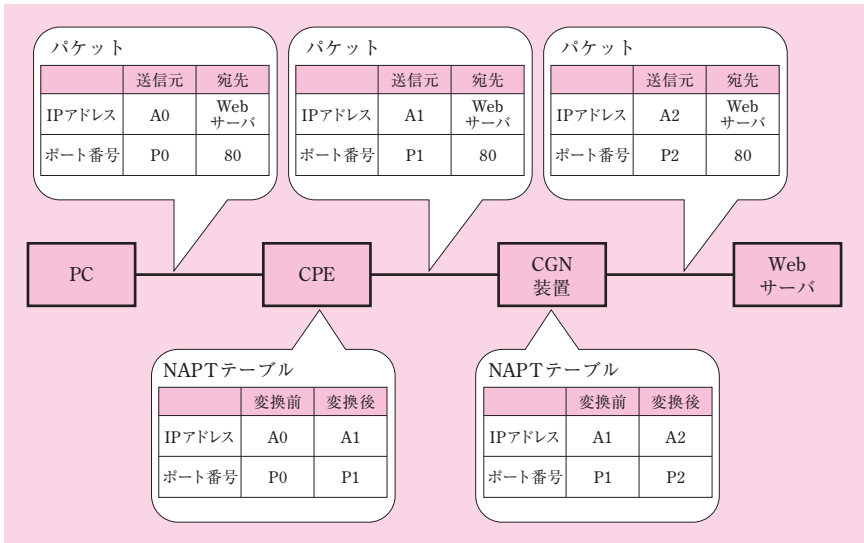 パケット
送信元 宛先
IPアドレス A0 Web
サーバ
ポート番号 P0 80
パケット
送信元 宛先
IPアドレス A1 Web
サーバ
ポート番号 P1 80
パケット
送信元 宛先
IPアドレス A2 Web
サーバ
ポート番号 P2 80
PC
CPE
CGN
装置
Web
サーバ
NAPTテーブル
変換前 変換後
IPアドレス A0 A1
ポート番号 P0 P1
NAPTテーブル
変換前 変換後
IPアドレス A1 A2
ポート番号 P1 P2